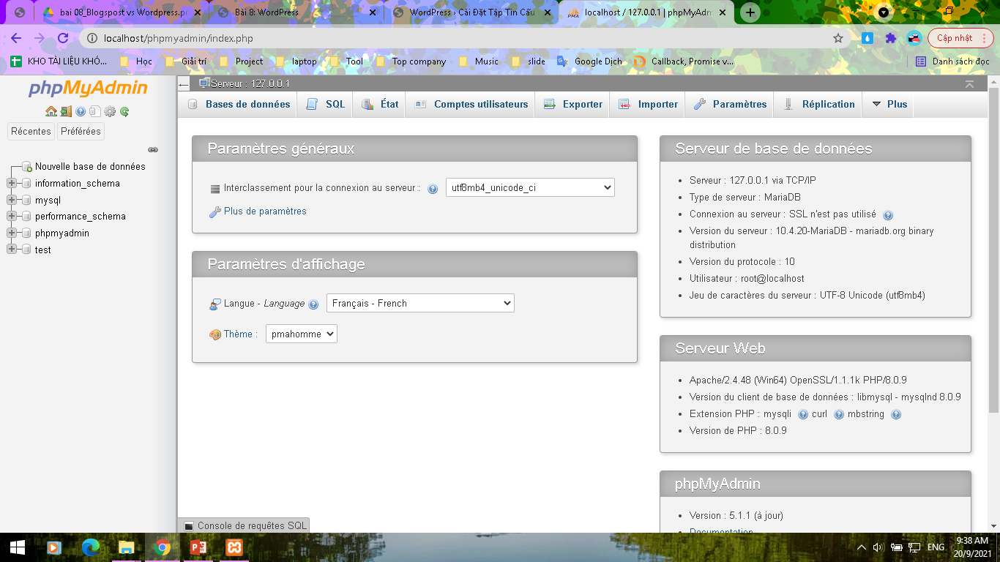 bai 08_Blogspost vs Wordpress.pc
Bài 8: WordPress
WordPress › Cài Đặt Tập Tin Cấu
localhost / 127.0.0.1 | phpMyAdm
localhost/phpmyadmin/index.php
Cập nhật
KHO TÀI LIỆU KHÓ...
Học
Giải trí
Project
laptop
Tool
Top company
Music
slide
Google Dịch
Callback, Promise v...
Danh sách đọc
phpMyAdmin
Récentes
Préférées
Nouvelle base de données
information_schema
mysql
performance_schema
phpmyadmin
test
Serveur : 127.0.0.1
Bases de données
SQL
État
Comptes utilisateurs
Exporter
Importer
Paramètres
Réplication
Plus
Paramètres généraux
Interclassement pour la connexion au serveur :
utf8mb4_unicode_ci
Plus de paramètres
Paramètres d'affichage
Langue - Language
Français - French
Thème :
pmahomme
Serveur de base de données
Serveur : 127.0.0.1 via TCP/IP
Type de serveur : MariaDB
Connexion au serveur : SSL n'est pas utilisé
Version du serveur : 10.4.20-MariaDB - mariadb.org binary
distribution
Version du protocole : 10
Utilisateur : root@localhost
Jeu de caractères du serveur : UTF-8 Unicode (utf8mb4)
Serveur Web
Apache/2.4.48 (Win64) OpenSSL/1.1.1k PHP/8.0.9
Version du client de base de données : libmysql - mysqlnd 8.0.9
Extension PHP : mysqli curl mbstring
Version de PHP : 8.0.9
phpMyAdmin
Version : 5.1.1 (à jour)
Documentation
Console de requêtes SQL
ENG
9:38 AM
20/9/2021